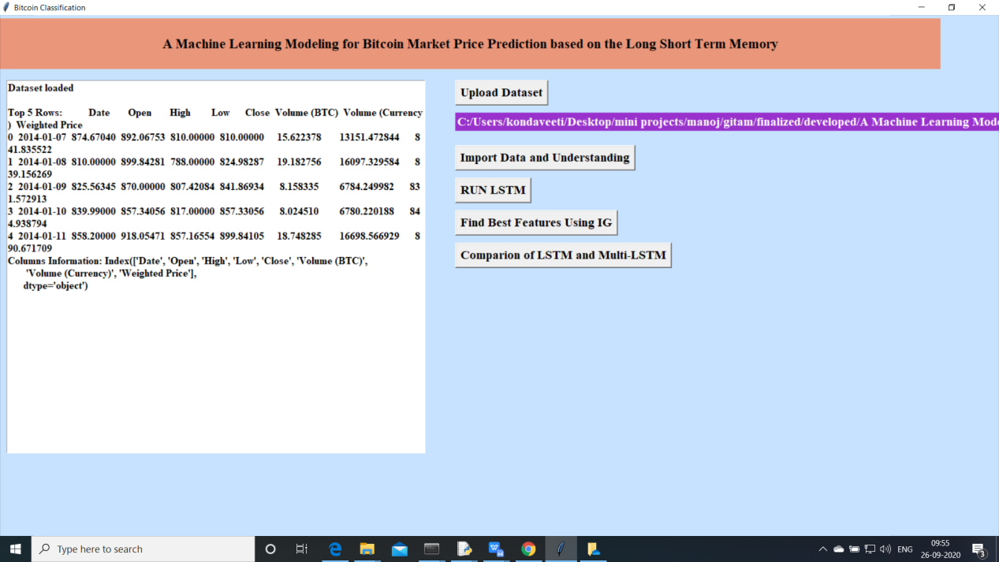 Bitcoin Classification
A Machine Learning Modeling for Bitcoin Market Price Prediction based on the Long Short Term Memory
Dataset loaded
Top 5 Rows: Date Open High Low Close Volume (BTC) Volume (Currency
) Weighted Price
0 2014-01-07 874.67040 892.06753 810.00000 810.00000 15.622378 13151.472844 8
41.835522
1 2014-01-08 810.00000 899.84281 788.00000 824.98287 19.182756 16097.329584 8
39.156269
2 2014-01-09 825.56345 870.00000 807.42084 841.86934 8.158335 6784.249982 83
1.572913
3 2014-01-10 839.99000 857.34056 817.00000 857.33056 8.024510 6780.220188 84
4.938794
4 2014-01-11 858.20000 918.05471 857.16554 899.84105 18.748285 16698.566929 8
90.671709
Columns Information: Index(['Date', 'Open', 'High', 'Low', 'Close', 'Volume (BTC)',
'Volume (Currency)', 'Weighted Price'],
dtype='object')
Upload Dataset
C:/Users/kondaveeti/Desktop/mini projects/manoj/gitam/finalized/developed/A Machine Learning Mode
Import Data and Understanding
RUN LSTM
Find Best Features Using IG
Comparion of LSTM and Multi-LSTM
Type here to search
ENG
09:55
26-09-2020
3